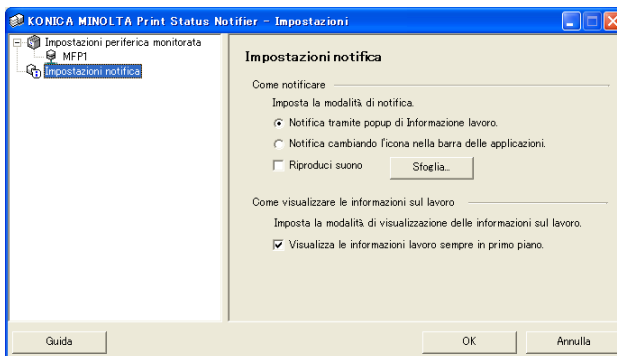 KONICA MINOLTA Print Status Notifier - Impostazioni
Impostazioni periferica monitorata
MFP1
Impostazioni notifica
Impostazioni notifica
Come notificare
Imposta la modalità di notifica.
Notifica tramite popup di Informazione lavoro.
Notifica cambiando l'icona nella barra delle applicazioni.
Riproduci suono
Sfoglia...
Come visualizzare le informazioni sul lavoro
Imposta la modalità di visualizzazione delle informazioni sul lavoro.
Visualizza le informazioni lavoro sempre in primo piano.
Guida
OK
Annulla